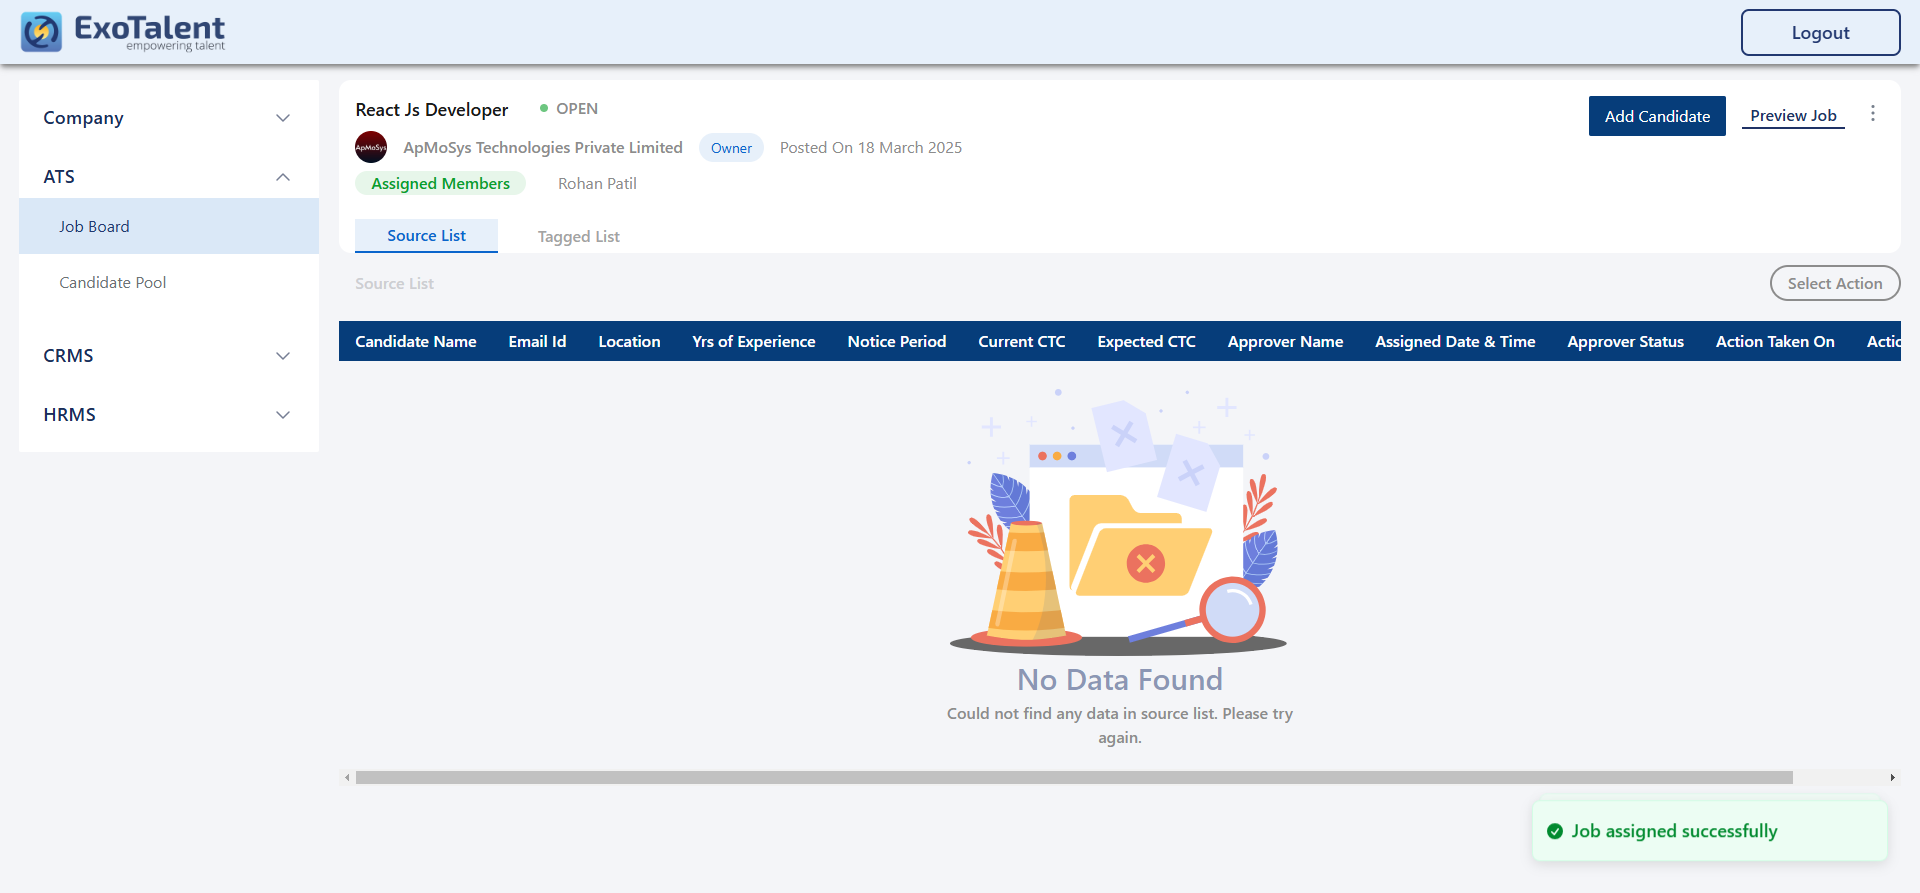 ExoTalent
empowering talent
Logout
Company
ATS
Job Board
Candidate Pool
CRMS
HRMS
React Js Developer
OPEN
Add Candidate
Preview Job
ApMoSys
ApMoSys Technologies Private Limited
Owner
Posted On 18 March 2025
Assigned Members
Rohan Patil
Source List
Tagged List
Source List
Select Action
Candidate Name Email Id Location Yrs of Experience Notice Period Current CTC Expected CTC Approver Name Assigned Date & Time Approver Status Action Taken On Actic
No Data Found
Could not find any data in source list. Please try
again.
Job assigned successfully